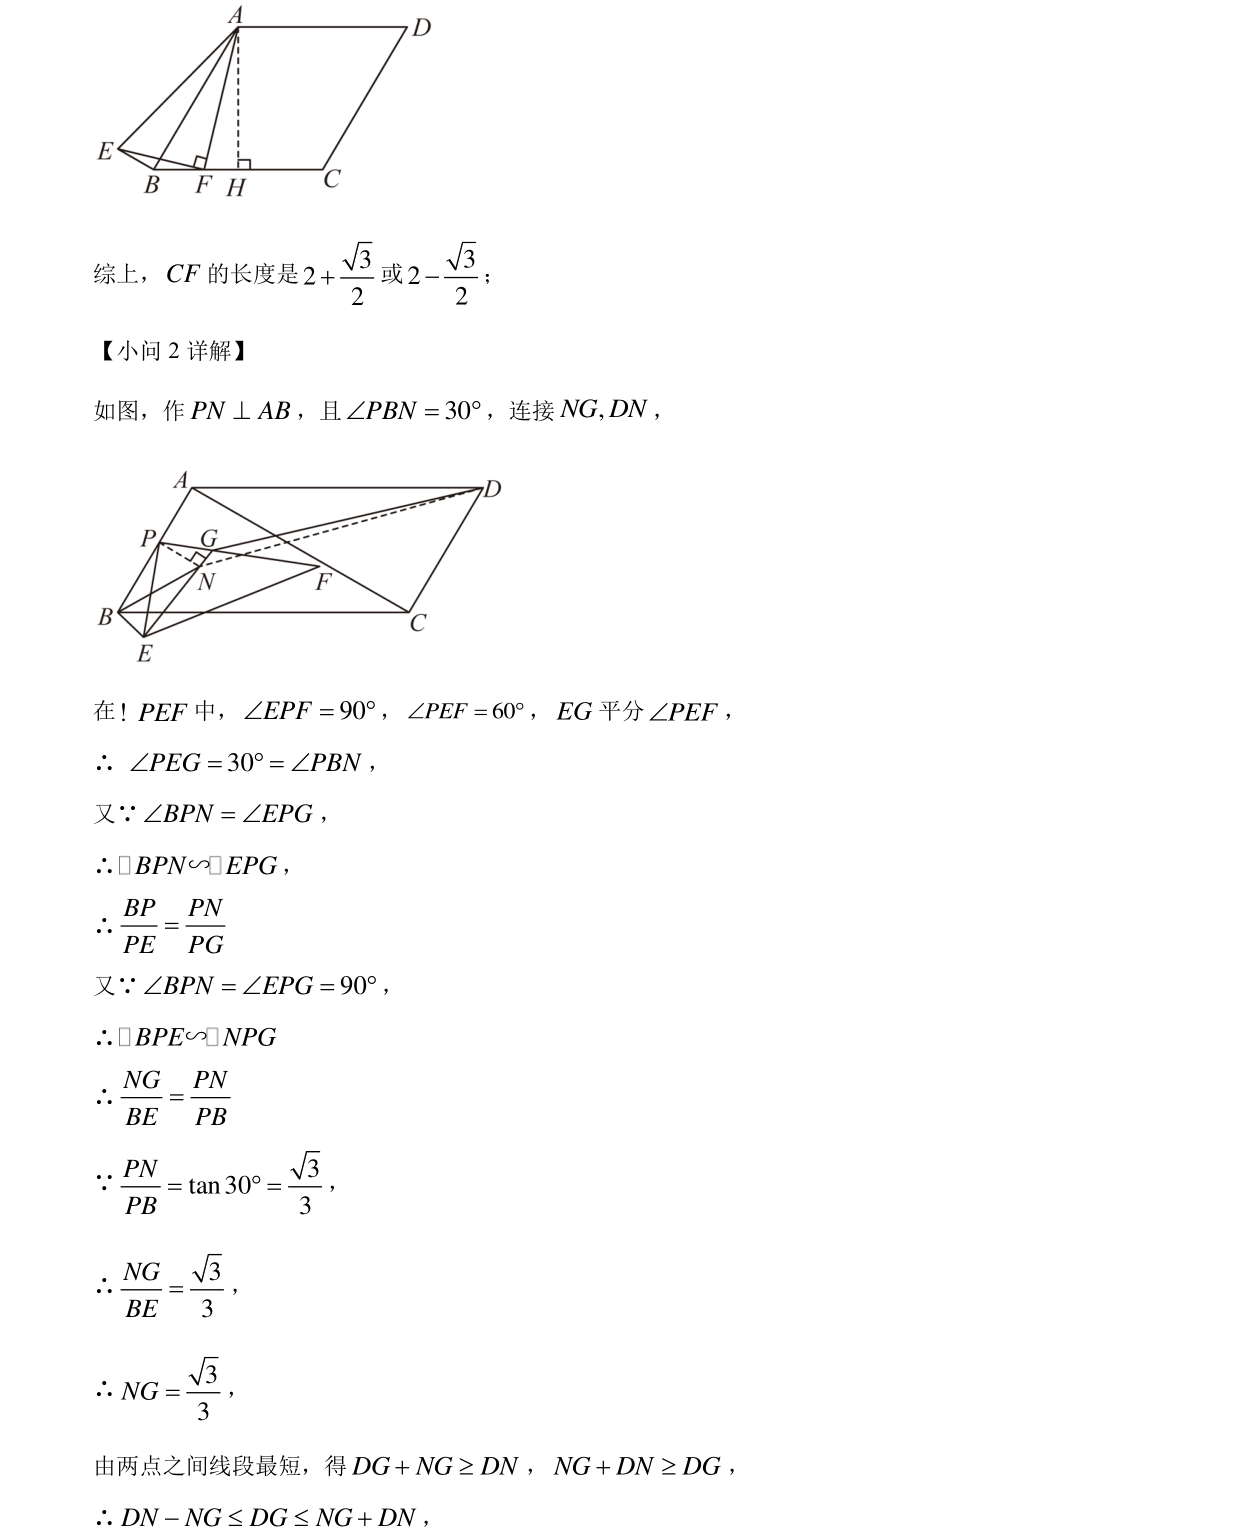 A
D
E
B
F
H
C
综上，CF 的长度是 2+√3/2 或 2−√3/2；
【小问 2 详解】
如图，作 PN ⊥ AB，且∠PBN = 30°，连接 NG, DN，
A
D
P
G
N
F
B
C
E
在! PEF 中，∠EPF = 90°，∠PEF = 60°，EG 平分∠PEF，
∴ ∠PEG = 30° = ∠PBN，
又∵∠BPN = ∠EPG，
∴□BPN∽□EPG，
∴BP/PE = PN/PG
又∵∠BPN = ∠EPG = 90°，
∴□BPE∽□NPG
∴NG/BE = PN/PB
∵PN/PB = tan 30° = √3/3，
∴NG/BE = √3/3，
∴NG = √3/3，
由两点之间线段最短，得 DG + NG ≥ DN，NG + DN ≥ DG，
∴DN − NG ≤ DG ≤ NG + DN，